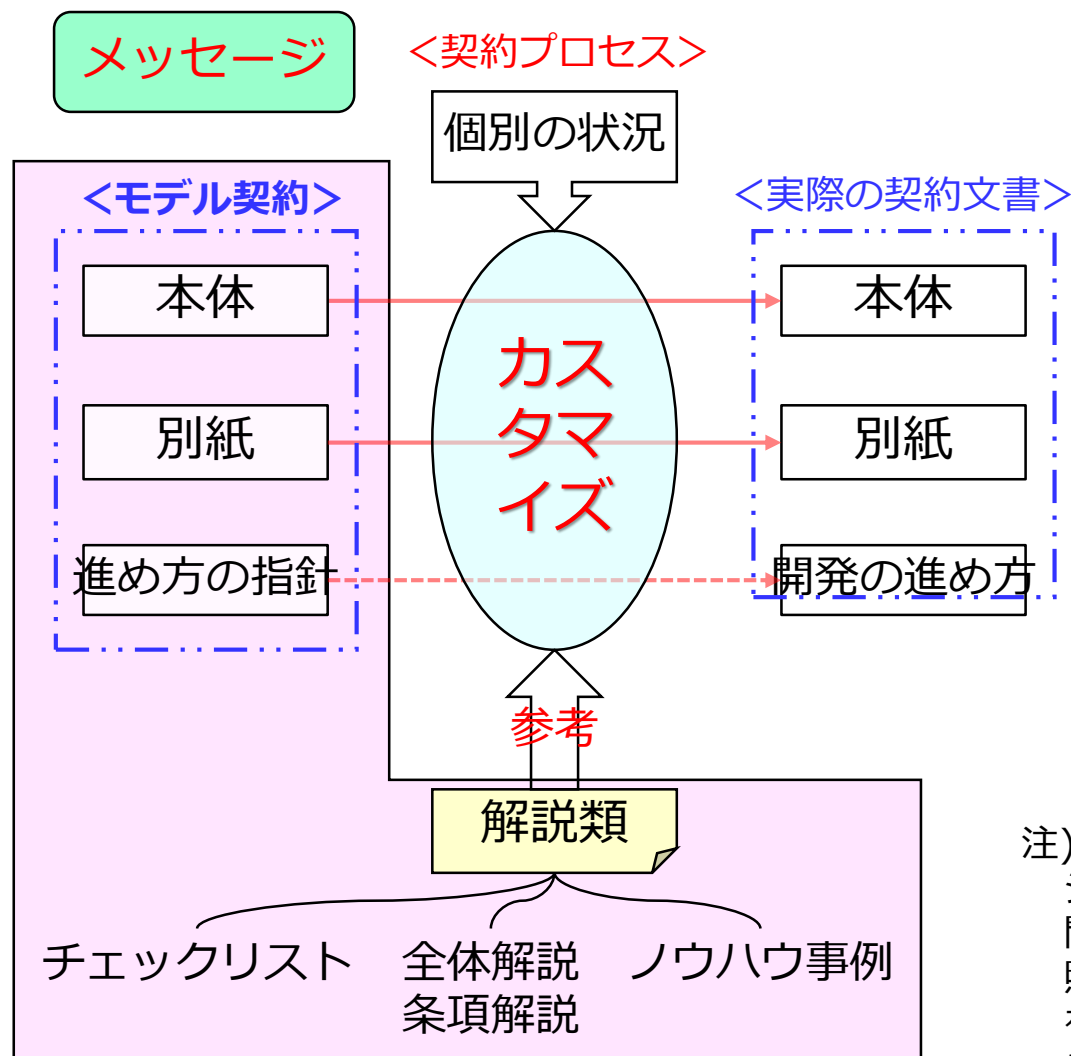 メッセージ
<契約プロセス>
個別の状況
<モデル契約>
<実際の契約文書>
本体
本体
カス
タマ
イズ
別紙
別紙
進め方の指針
開発の進め方
参考
解説類
チェックリスト
全体解説
条項解説
ノウハウ事例
注)